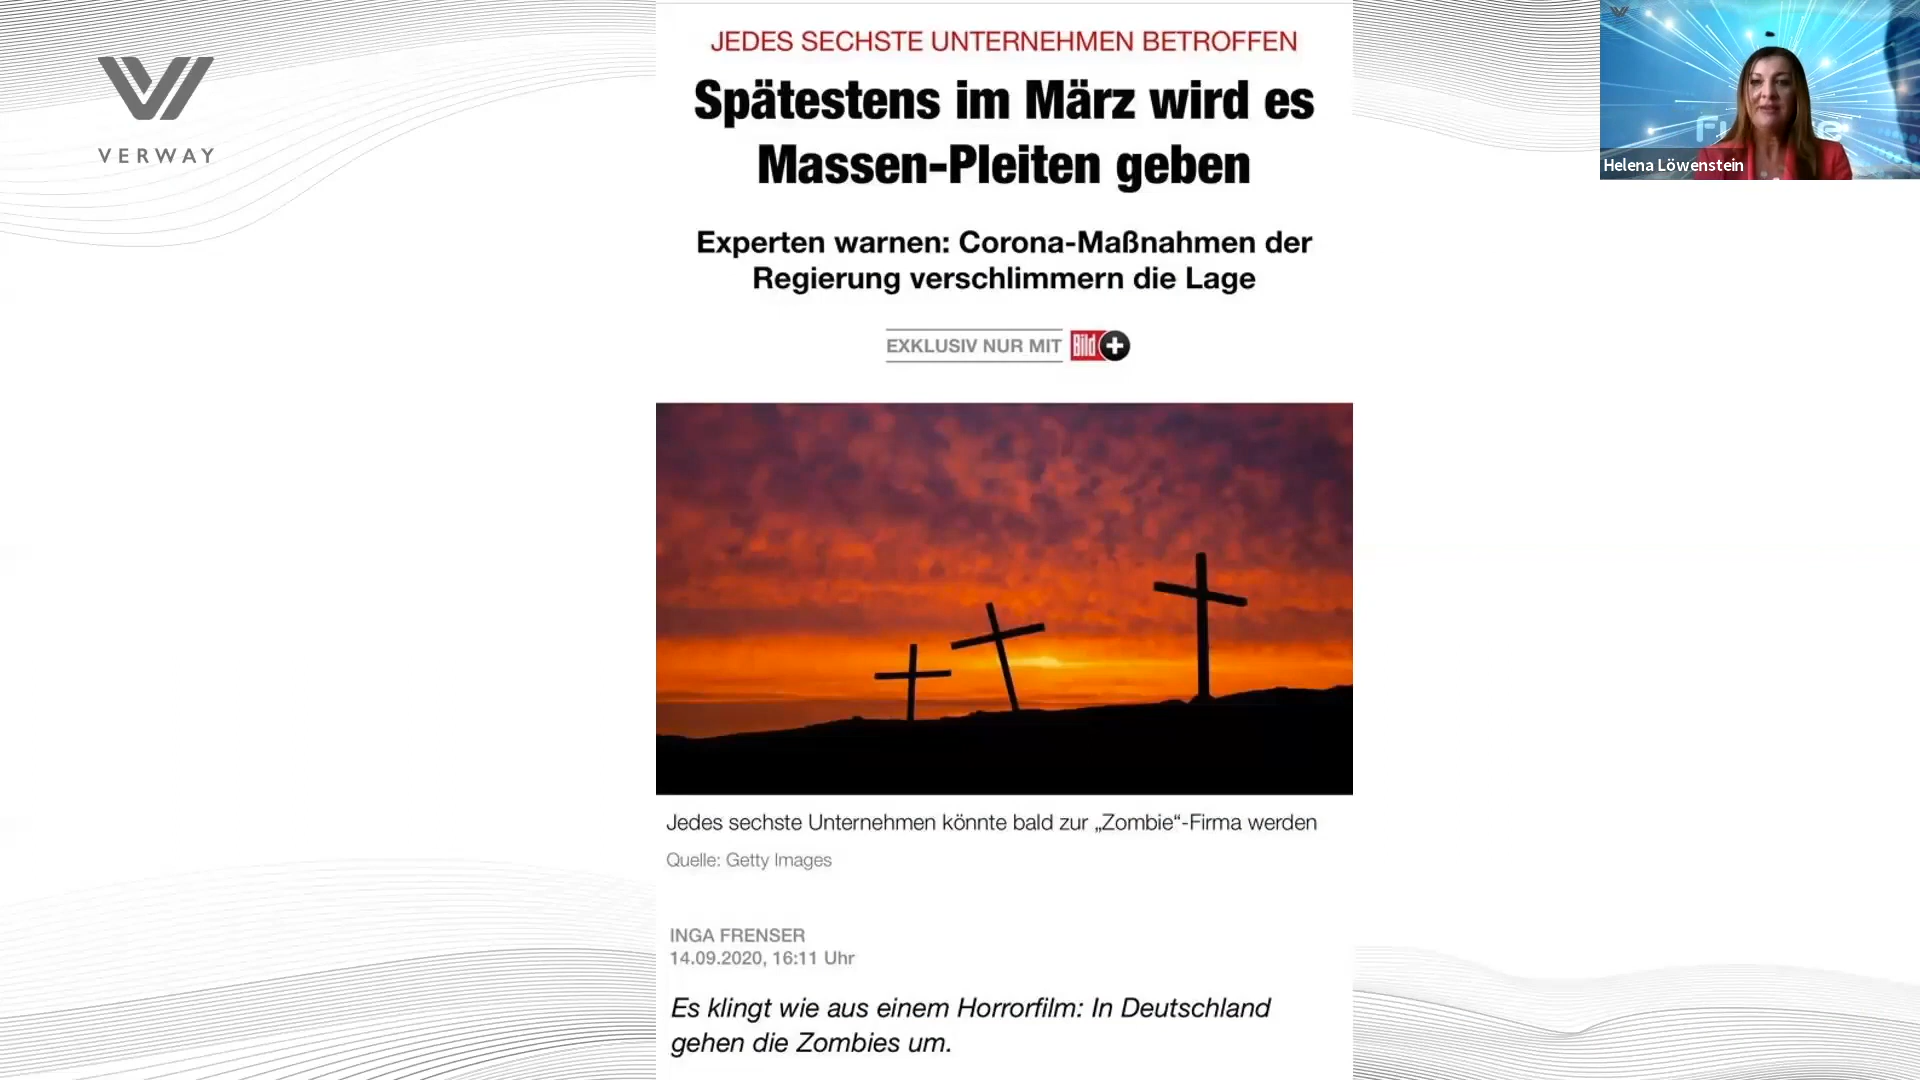 VERWAY
JEDES SECHSTE UNTERNEHMEN BETROFFEN
Spätestens im März wird es
Massen-Pleiten geben
Experten warnen: Corona-Maßnahmen der
Regierung verschlimmern die Lage
EXKLUSIV NUR MIT Bild +
Jedes sechste Unternehmen könnte bald zur „Zombie“-Firma werden
Quelle: Getty Images
INGA FRENSER
14.09.2020, 16:11 Uhr
Es klingt wie aus einem Horrorfilm: In Deutschland
gehen die Zombies um.
Helena Löwenstein